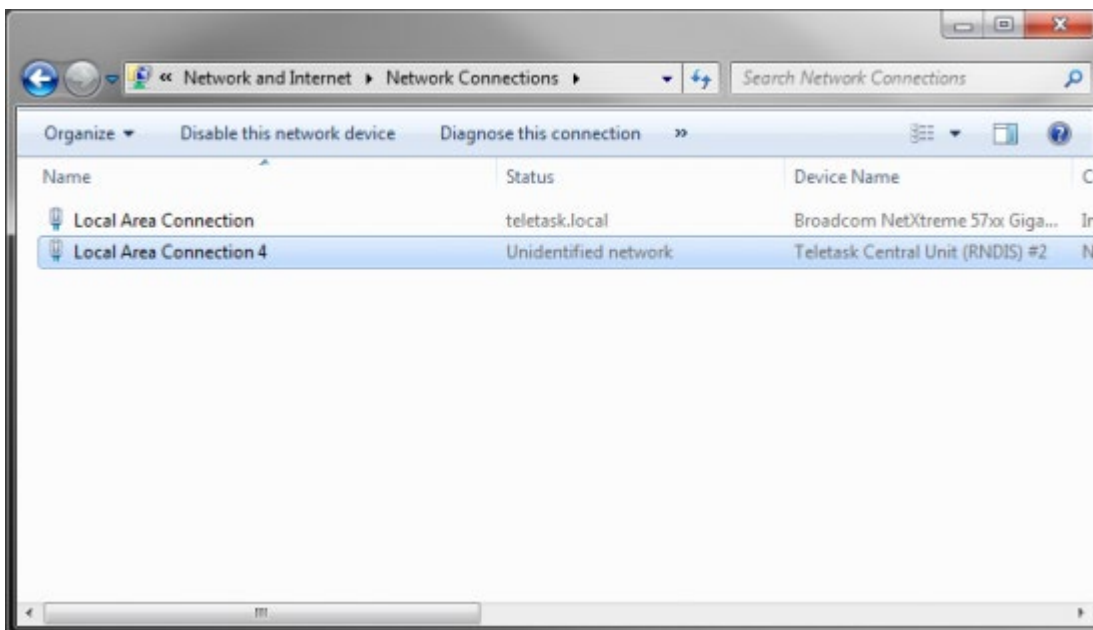 « Network and Internet ▸ Network Connections ▸ Search Network Connections
Organize Disable this network device Diagnose this connection »
Name Status Device Name C
Local Area Connection teletask.local Broadcom NetXtreme 57xx Giga... In
Local Area Connection 4 Unidentified network Teletask Central Unit (RNDIS) #2 N